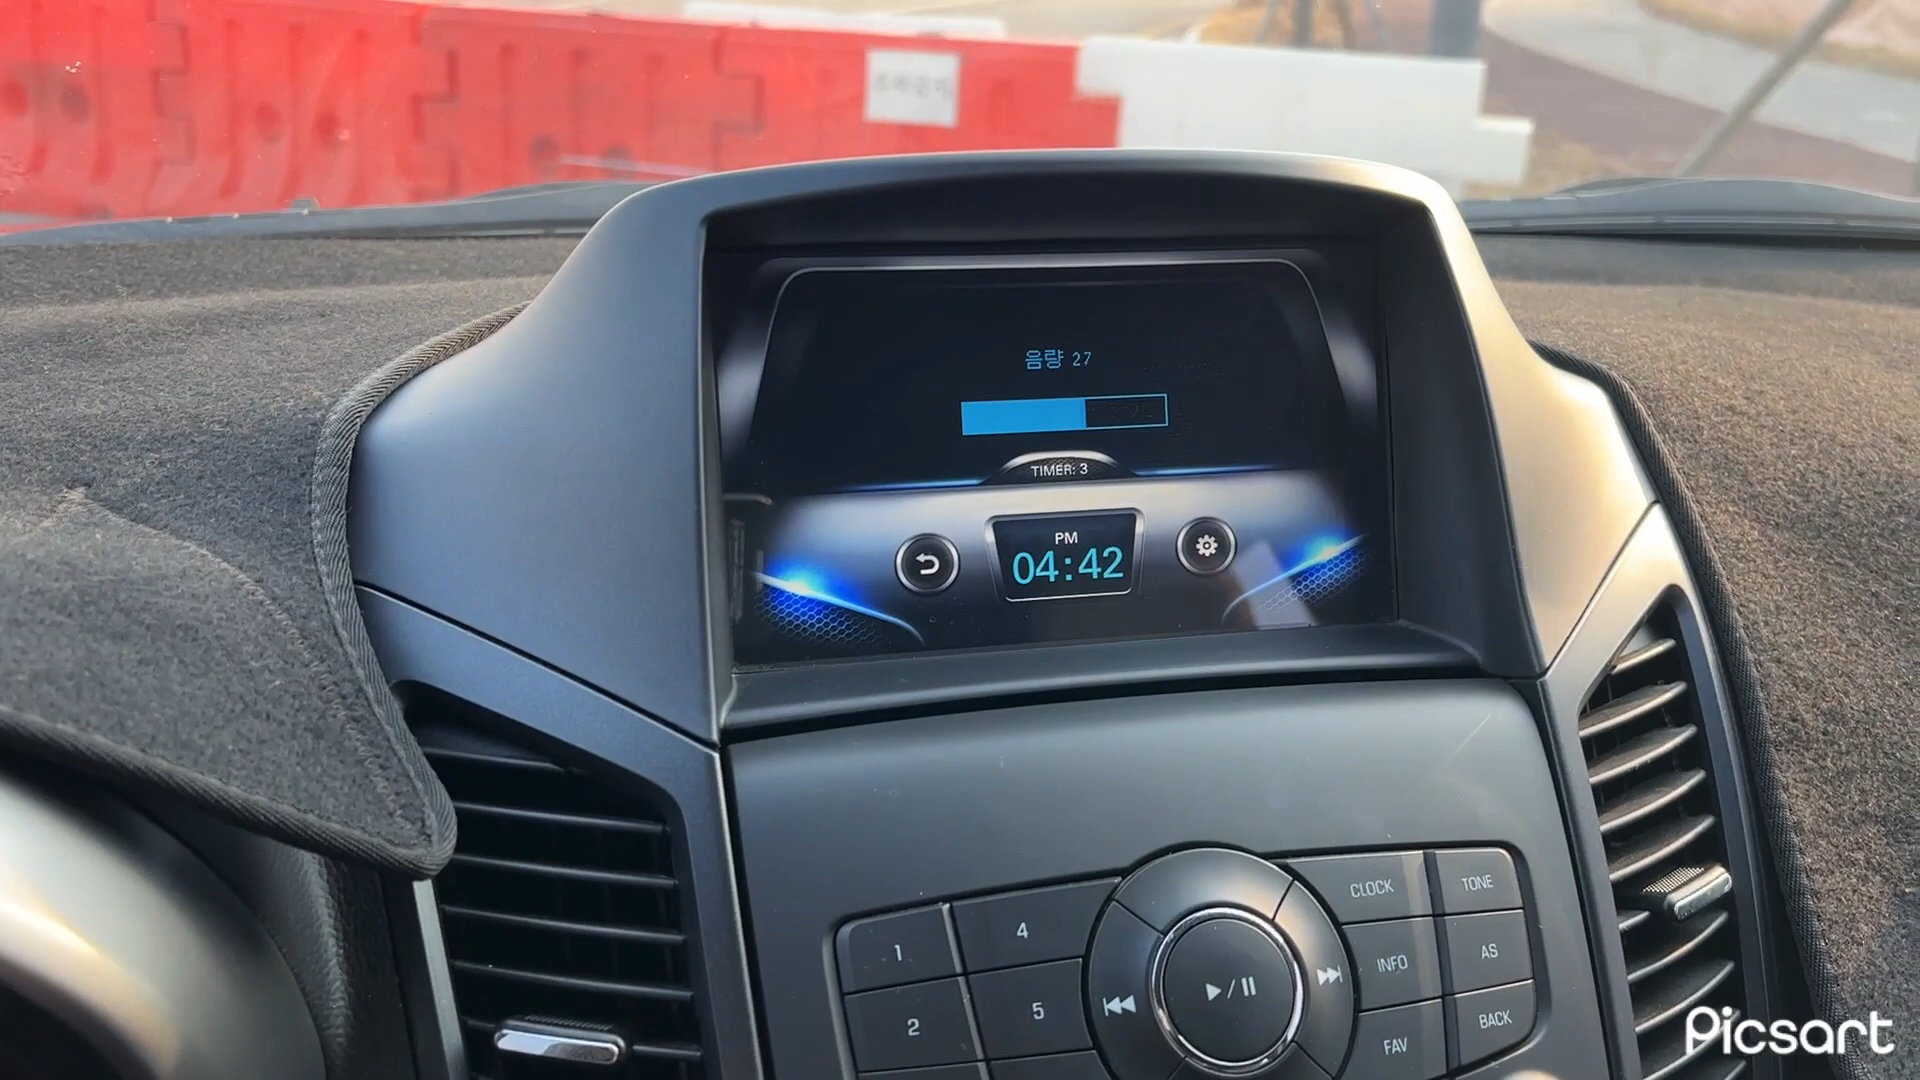 음량 27
TIMER: 3
PM
04:42
CLOCK
TONE
1
4
INFO
AS
2
5
FAV
BACK
Picsart